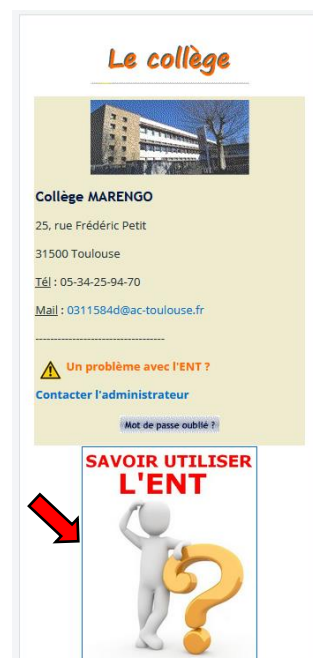 Le collège
Collège MARENGO
25, rue Frédéric Petit
31500 Toulouse
Tél : 05-34-25-94-70
Mail : 0311584d@ac-toulouse.fr
----------------------------------
Un problème avec l'ENT ?
Contacter l'administrateur
Mot de passe oublié ?
SAVOIR UTILISER
L'ENT